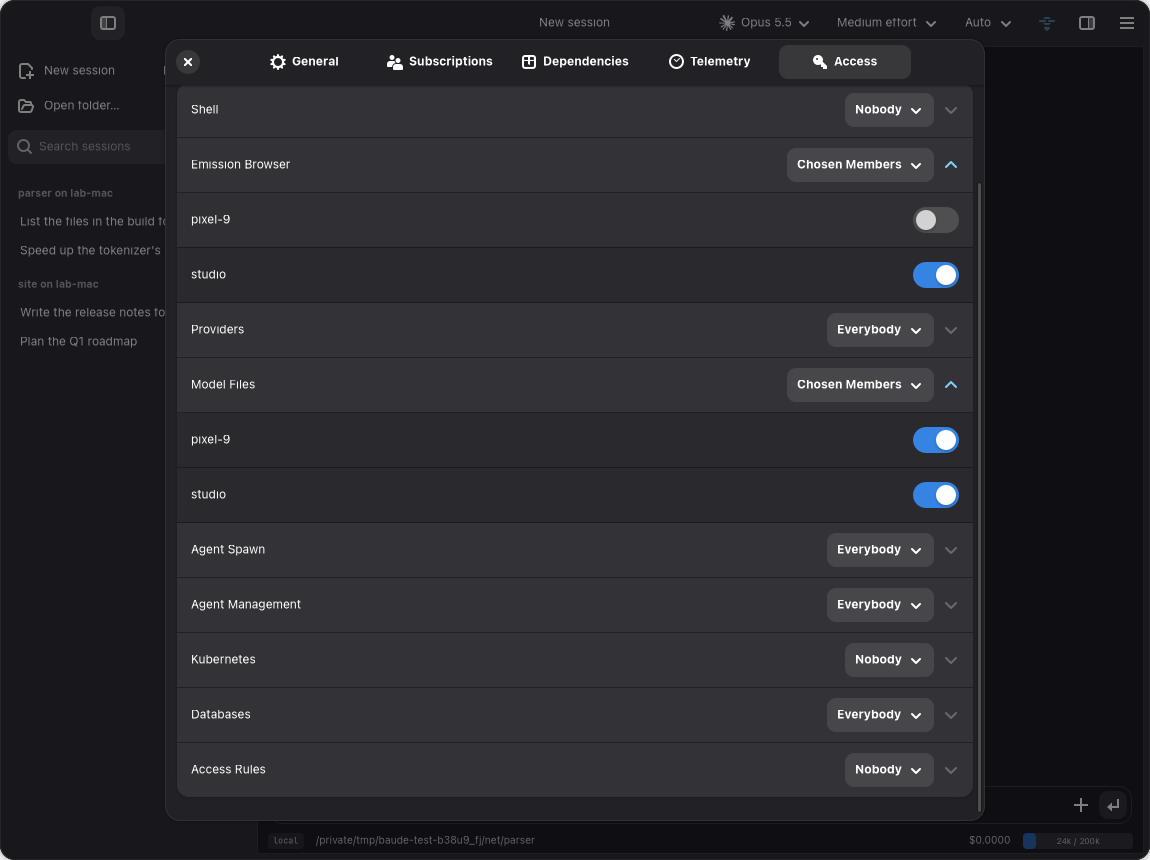 New session
Opus 5.5
Medium effort
Auto
General
Subscriptions
Dependencies
Telemetry
Access
New session
Open folder...
Search sessions
parser on lab-mac
List the files in the build
Speed up the tokenizer's
site on lab-mac
Write the release notes
Plan the Q1 roadmap
Shell
Nobody
Emission Browser
Chosen Members
pixel-9
studio
Providers
Everybody
Model Files
Chosen Members
pixel-9
studio
Agent Spawn
Everybody
Agent Management
Everybody
Kubernetes
Nobody
Databases
Everybody
Access Rules
Nobody
local
/private/tmp/baude-test-b38u9_fj/net/parser
$0.0000
24k / 200k